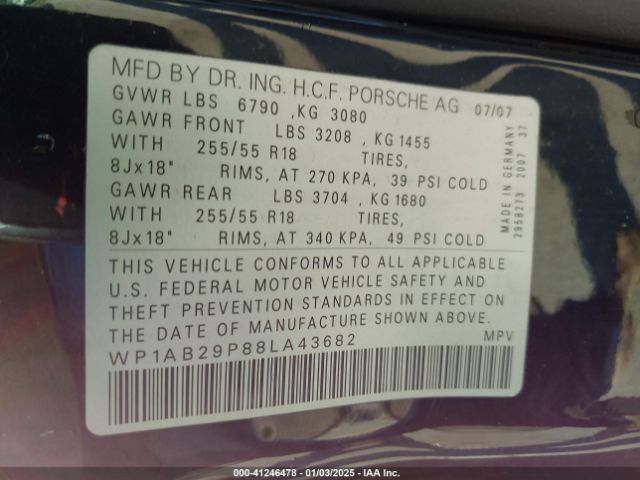 MFD BY DR. ING. H.C.F. PORSCHE AG 07/07
GVWR LBS 6790 ,KG 3080
GAWR FRONT LBS 3208 , KG 1455
WITH 255/55 R18 TIRES,
8Jx18" RIMS, AT 270 KPA, 39 PSI COLD
GAWR REAR LBS 3704 , KG 1680
WITH 255/55 R18 TIRES,
8Jx18" RIMS, AT 340 KPA, 49 PSI COLD
THIS VEHICLE CONFORMS TO ALL APPLICABLE
U.S. FEDERAL MOTOR VEHICLE SAFETY AND
THEFT PREVENTION STANDARDS IN EFFECT ON
THE DATE OF MANUFACTURE SHOWN ABOVE.
WP1AB29P88LA43682 MPV
MADE IN GERMANY
2958273 2007 37
000-41246478 - 01/03/2025 - IAA Inc.